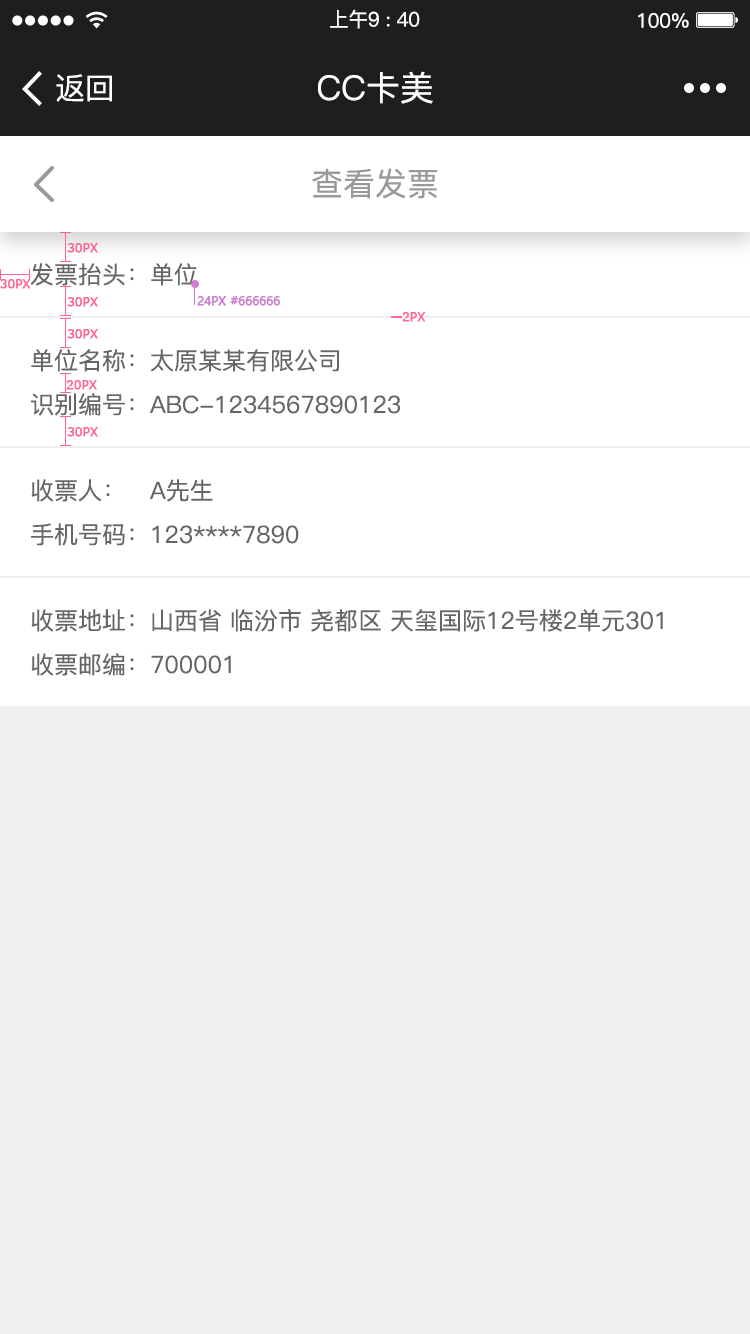 上午9 : 40
100%
返回
CC卡美
查看发票
30PX
30PX
发票抬头：单位
30PX
24PX #666666
2PX
30PX
单位名称：太原某某有限公司
20PX
识别编号：ABC-1234567890123
30PX
收票人： A先生
手机号码：123****7890
收票地址：山西省 临汾市 尧都区 天玺国际12号楼2单元301
收票邮编：700001